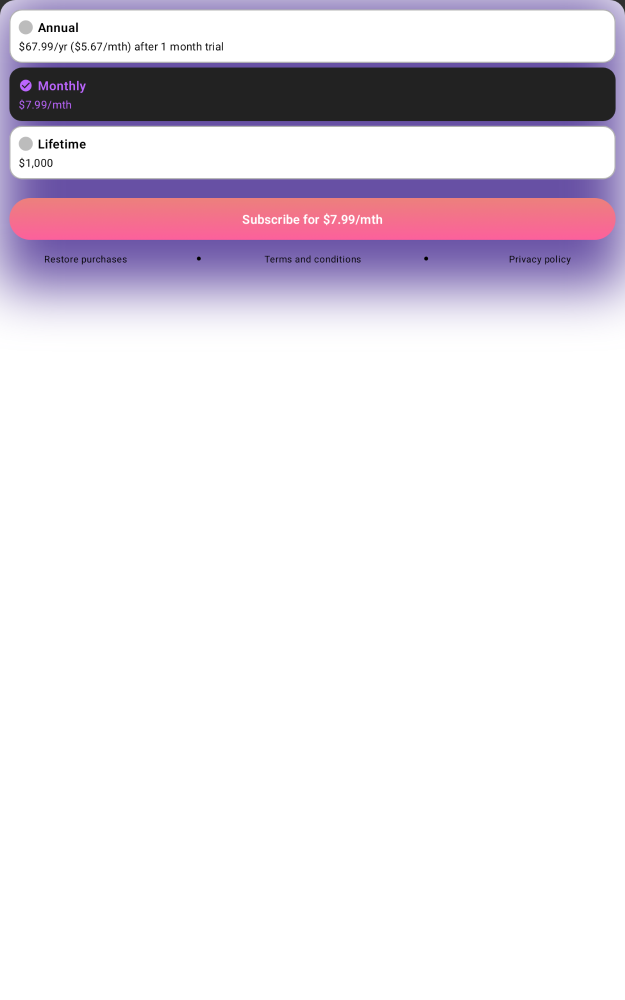 Annual
$67.99/yr ($5.67/mth) after 1 month trial
Monthly
$7.99/mth
Lifetime
$1,000
Subscribe for $7.99/mth
Restore purchases • Terms and conditions • Privacy policy